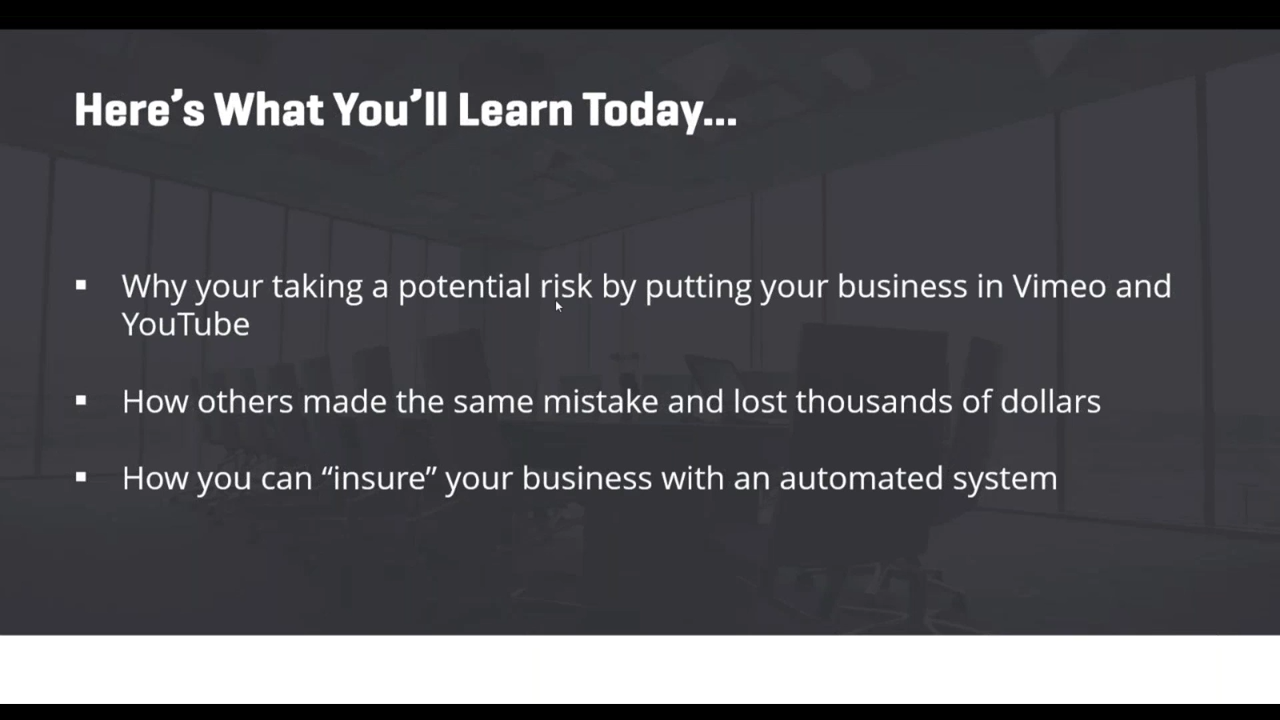 Here’s What You’ll Learn Today...
▪ Why your taking a potential risk by putting your business in Vimeo and
YouTube
▪ How others made the same mistake and lost thousands of dollars
▪ How you can “insure” your business with an automated system